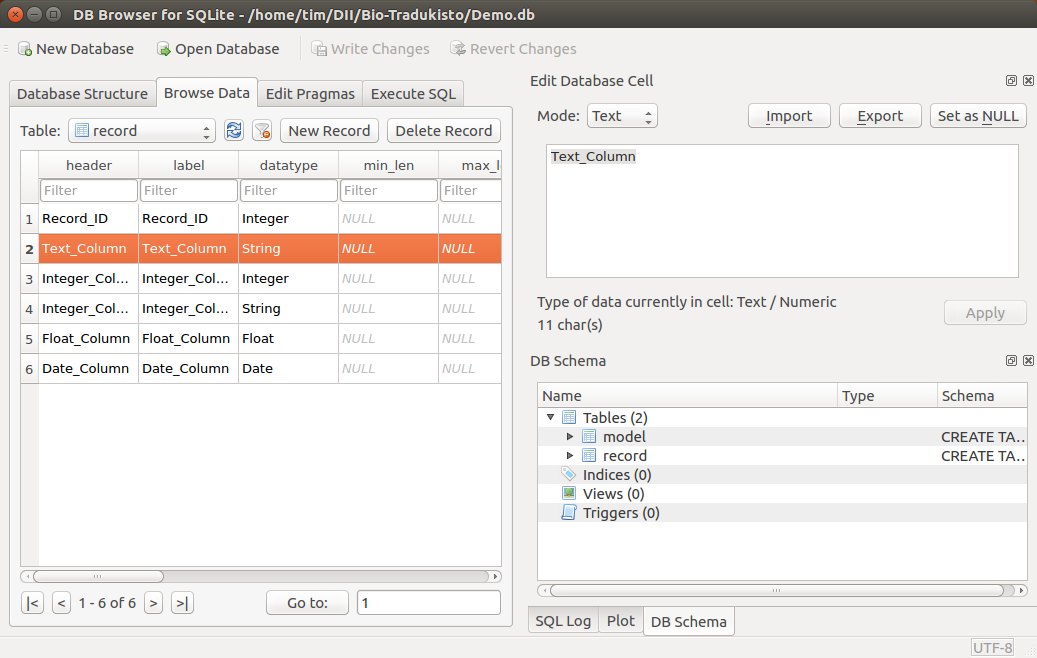 DB Browser for SQLite - /home/tim/DII/Bio-Tradukisto/Demo.db
New Database Open Database Write Changes Revert Changes
Database Structure Browse Data Edit Pragmas Execute SQL
Table: record New Record Delete Record
header label datatype min_len max_l
Filter Filter Filter Filter Filter
1 Record_ID Record_ID Integer NULL NULL
2 Text_Column Text_Column String NULL NULL
3 Integer_Col... Integer_Col... Integer NULL NULL
4 Integer_Col... Integer_Col... String NULL NULL
5 Float_Column Float_Column Float NULL NULL
6 Date_Column Date_Column Date NULL NULL
|< < 1 - 6 of 6 > >| Go to: 1
Edit Database Cell
Mode: Text Import Export Set as NULL
Text_Column
Type of data currently in cell: Text / Numeric
11 char(s)
Apply
DB Schema
Name Type Schema
Tables (2)
model CREATE TA...
record CREATE TA...
Indices (0)
Views (0)
Triggers (0)
SQL Log Plot DB Schema
UTF-8